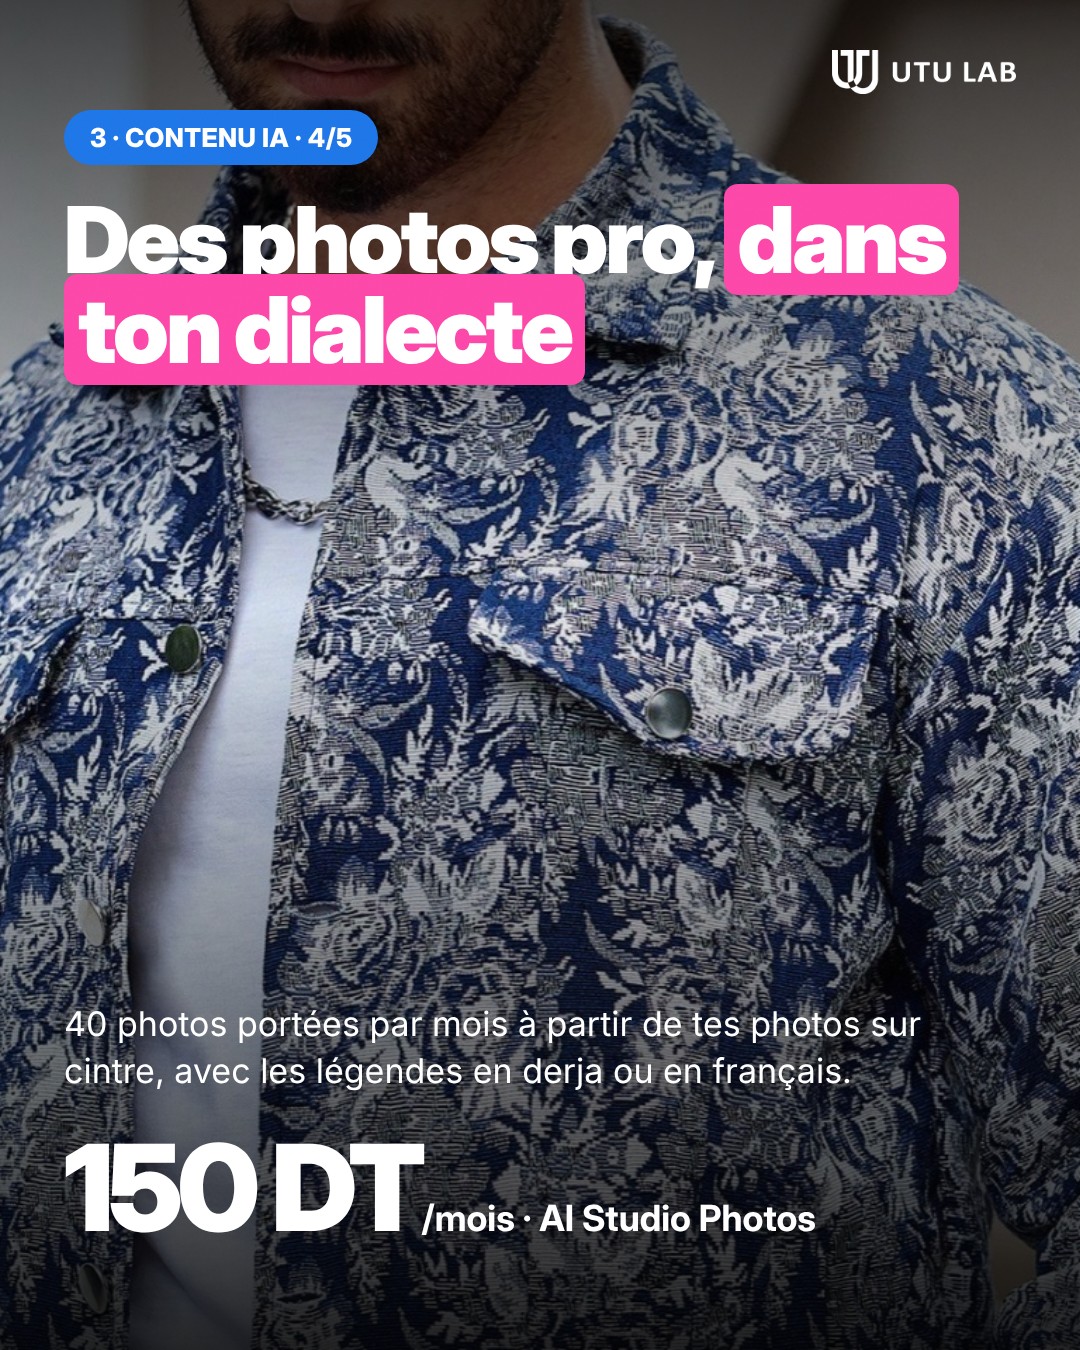 UTU LAB
3 · CONTENU IA · 4/5
Des photos pro, dans
ton dialecte
40 photos portées par mois à partir de tes photos sur
cintre, avec les légendes en derja ou en français.
150 DT/mois · AI Studio Photos